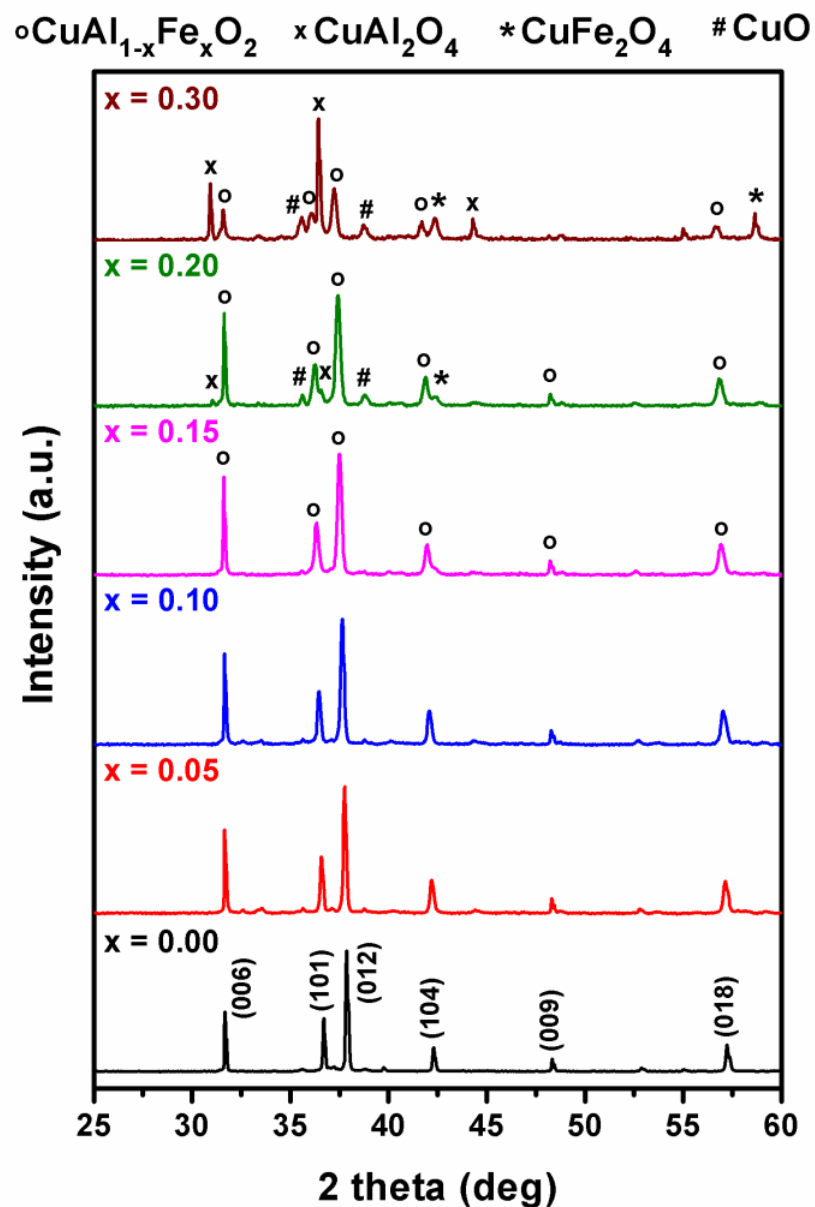 oCuAl₁₋ₓFeₓO₂ xCuAl₂O₄ *CuFe₂O₄ #CuO
x = 0.30
x
x
o
#
o
o
#
o
*
x
o
*
x = 0.20
x
o
#
o
x
o
#
o
*
o
o
x = 0.15
o
o
o
o
o
o
x = 0.10
x = 0.05
x = 0.00
(006)
(101)
(012)
(104)
(009)
(018)
Intensity (a.u.)
25 30 35 40 45 50 55 60
2 theta (deg)